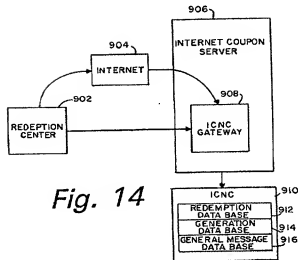 906
904
INTERNET
INTERNET COUPON
SERVER
902
908
REDEPTION
CENTER
ICNC
GATEWAY
Fig. 14
ICNC
910
REDEMPTION
DATA BASE
912
GENERATION
DATA BASE
914
GENERAL MESSAGE
DATA BASE
916